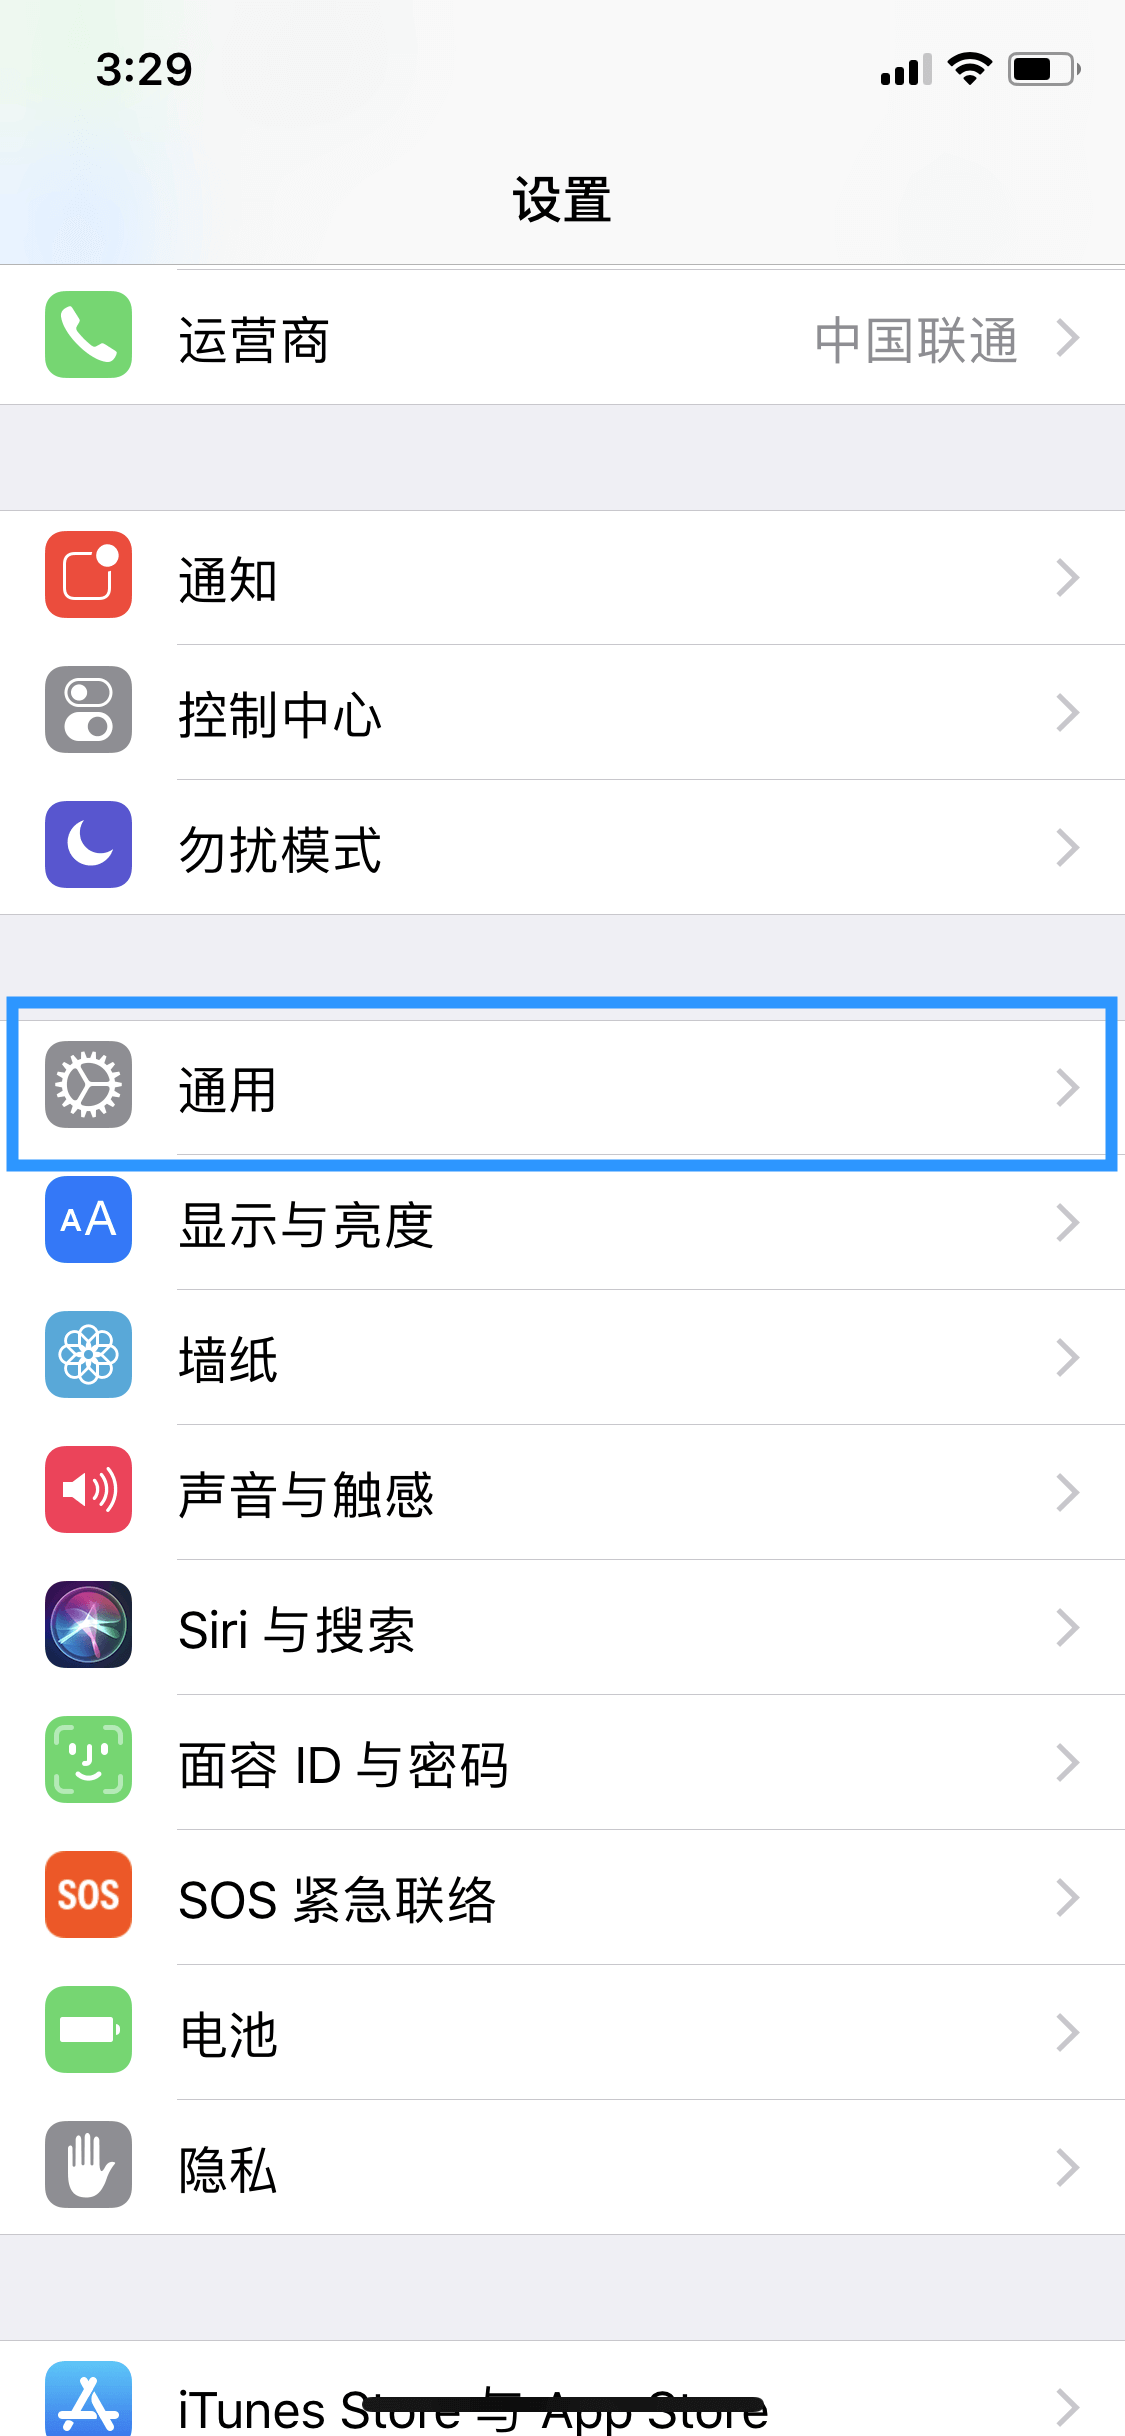 3:29
设置
运营商 中国联通
通知
控制中心
勿扰模式
通用
AA 显示与亮度
墙纸
声音与触感
Siri 与搜索
面容 ID 与密码
SOS SOS 紧急联络
电池
隐私
iTunes Store 与 App Store